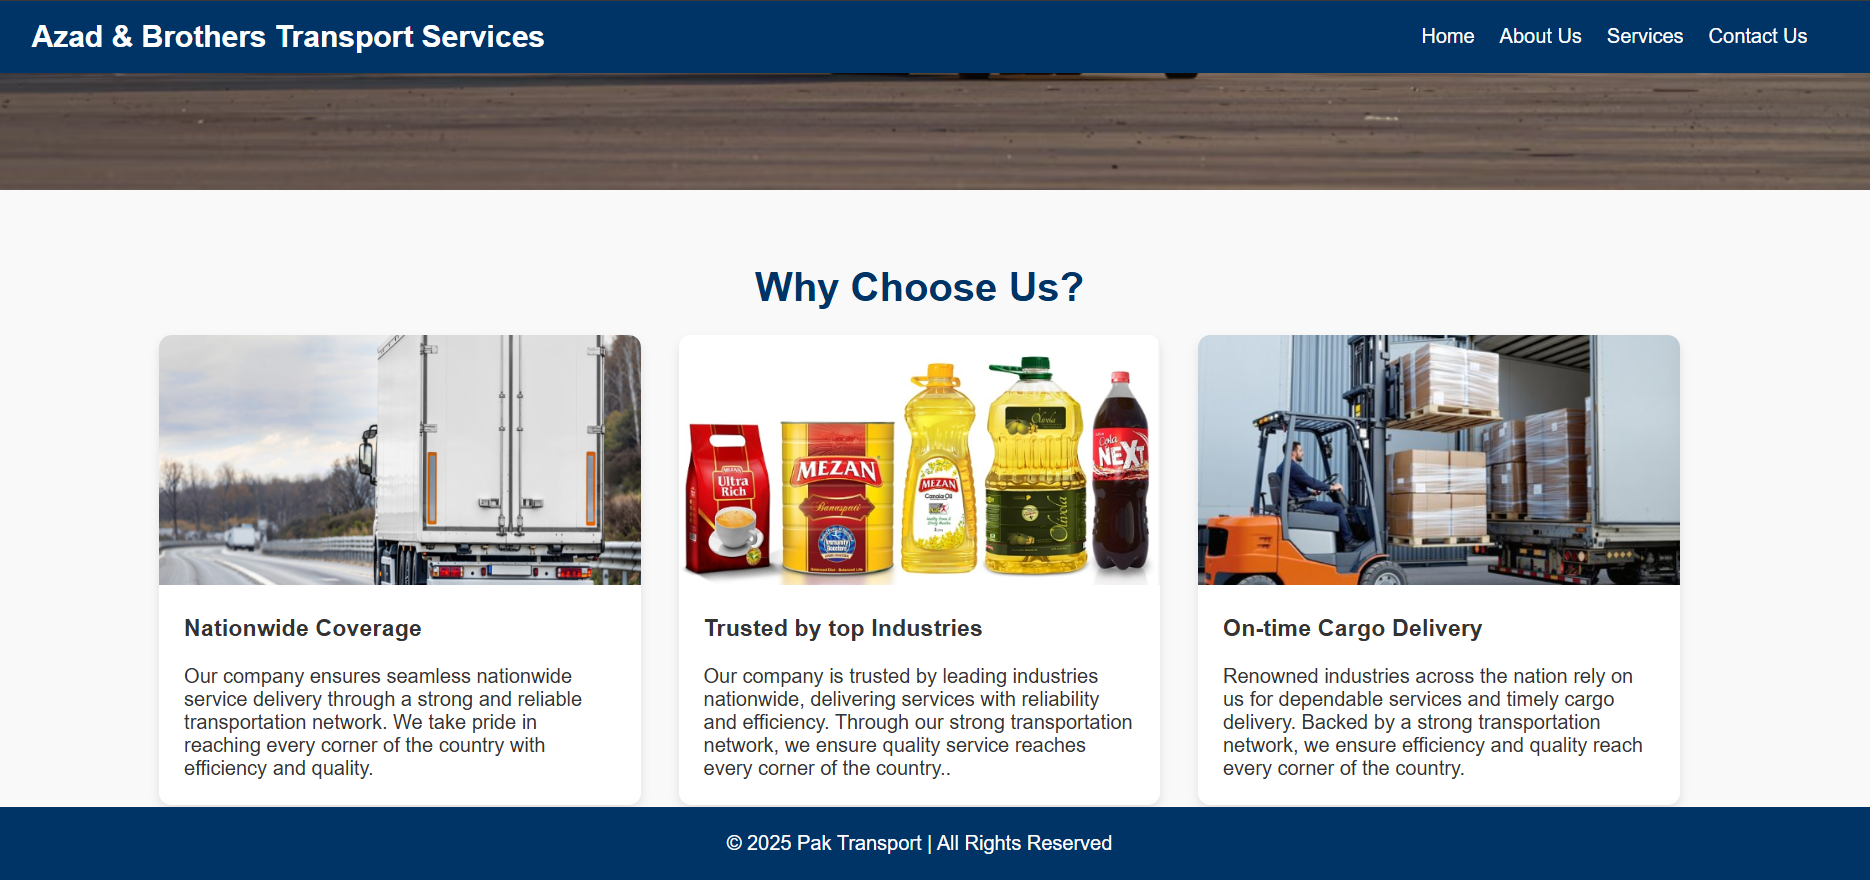 Azad & Brothers Transport Services
Home About Us Services Contact Us
Why Choose Us?
Ultra
Rich
MEZAN
Banaspati
MEZAN
Canola Oil
Olivola
Cola
NEXT
Nationwide Coverage
Our company ensures seamless nationwide
service delivery through a strong and reliable
transportation network. We take pride in
reaching every corner of the country with
efficiency and quality.
Trusted by top Industries
Our company is trusted by leading industries
nationwide, delivering services with reliability
and efficiency. Through our strong transportation
network, we ensure quality service reaches
every corner of the country..
On-time Cargo Delivery
Renowned industries across the nation rely on
us for dependable services and timely cargo
delivery. Backed by a strong transportation
network, we ensure efficiency and quality reach
every corner of the country.
© 2025 Pak Transport | All Rights Reserved